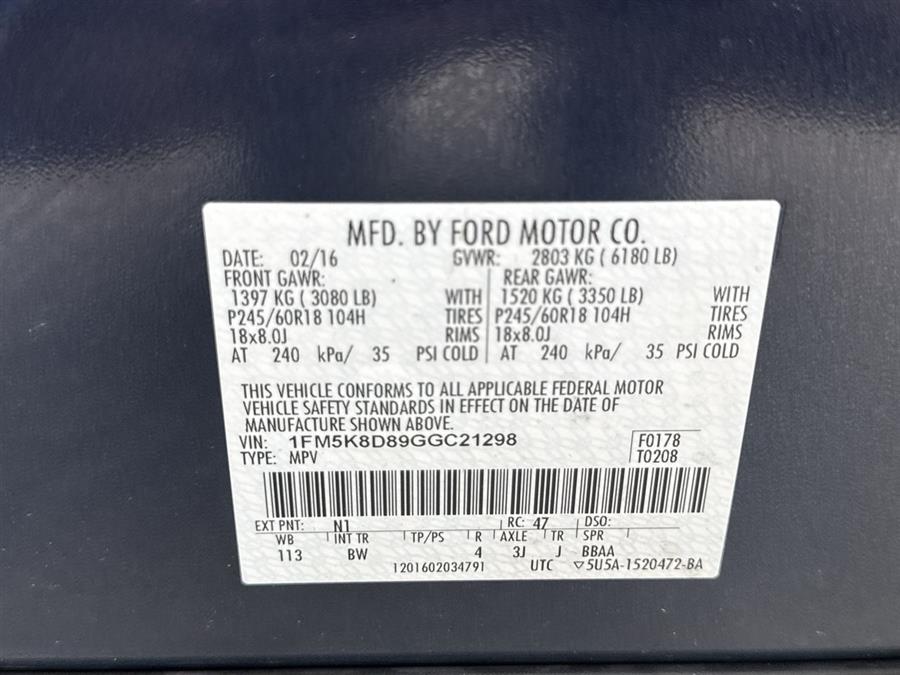 MFD. BY FORD MOTOR CO.
DATE: 02/16 GVWR: 2803 KG ( 6180 LB)
FRONT GAWR: REAR GAWR:
1397 KG ( 3080 LB) WITH 1520 KG ( 3350 LB) WITH
P245/60R18 104H TIRES P245/60R18 104H TIRES
18x8.0J RIMS 18x8.0J RIMS
AT 240 kPa/ 35 PSI COLD AT 240 kPa/ 35 PSI COLD
THIS VEHICLE CONFORMS TO ALL APPLICABLE FEDERAL MOTOR
VEHICLE SAFETY STANDARDS IN EFFECT ON THE DATE OF
MANUFACTURE SHOWN ABOVE.
VIN: 1FM5K8D89GGC21298 F0178
TYPE: MPV T0208
EXT PNT: N1 RC: 47 DSO:
WB INT TR TP/PS R AXLE TR SPR
113 BW 4 3J J BBAA
1201602034791 UTC ▽5U5A-1520472-BA